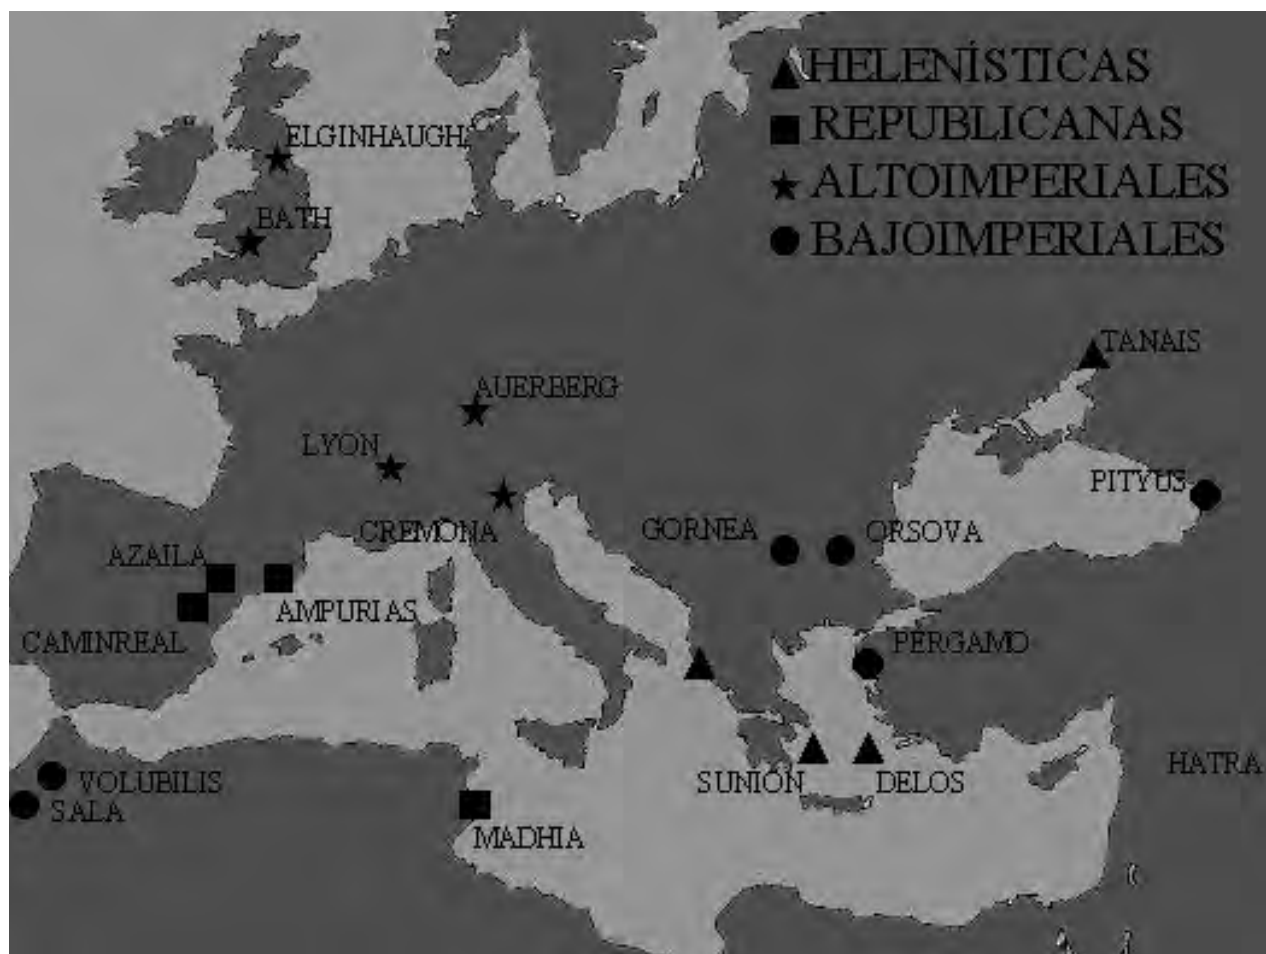 HELENÍSTICAS
REPUBLICANAS
ALTOIMPERIALES
BAJOIMPERIALES
ELGINHAUGH
BATH
TANAIS
AUERBERG
LYON
PITYUS
CREMONA
GORNEA
ORSOVA
AZAILA
AMPURIAS
CAMINREAL
PERGAMO
HATRA
VOLUBILIS
SUNIÓN
DELOS
SALA
MADHIA